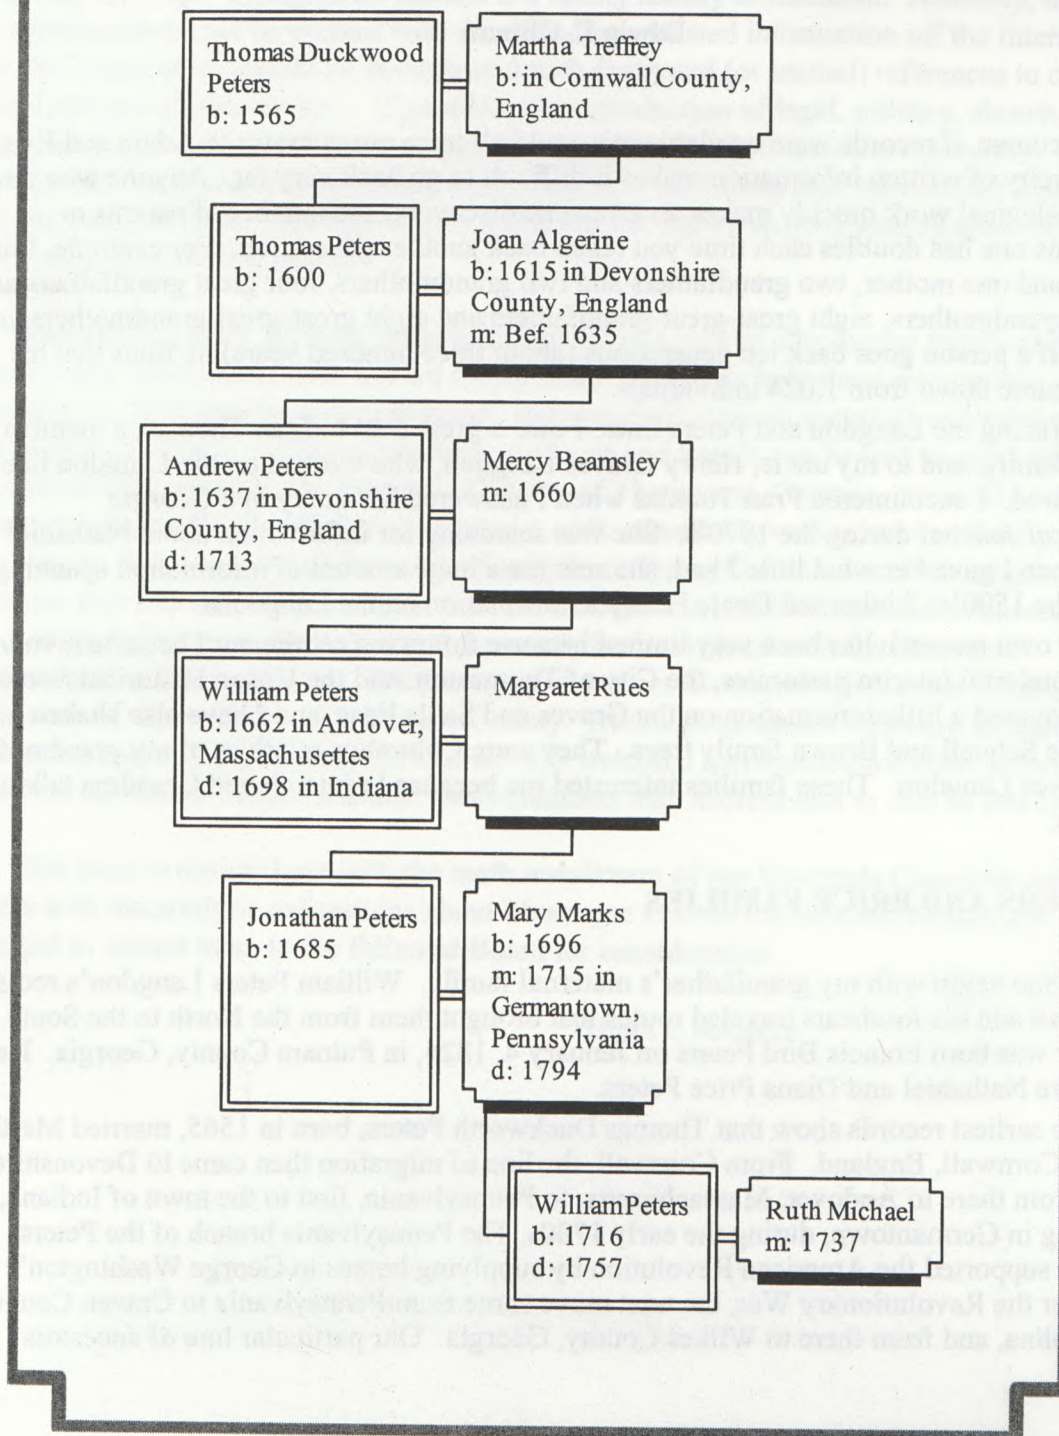 Thomas Duckwood
Peters
b: 1565
Martha Treffrey
b: in Cornwall County,
England
Thomas Peters
b: 1600
Joan Algerine
b: 1615 in Devonshire
County, England
m: Bef. 1635
Andrew Peters
b: 1637 in Devonshire
County, England
d: 1713
Mercy Beamsley
m: 1660
William Peters
b: 1662 in Andover,
Massachusettes
d: 1698 in Indiana
Margaret Rues
Jonathan Peters
b: 1685
Mary Marks
b: 1696
m: 1715 in
Germantown,
Pennsylvania
d: 1794
William Peters
b: 1716
d: 1757
Ruth Michael
m: 1737